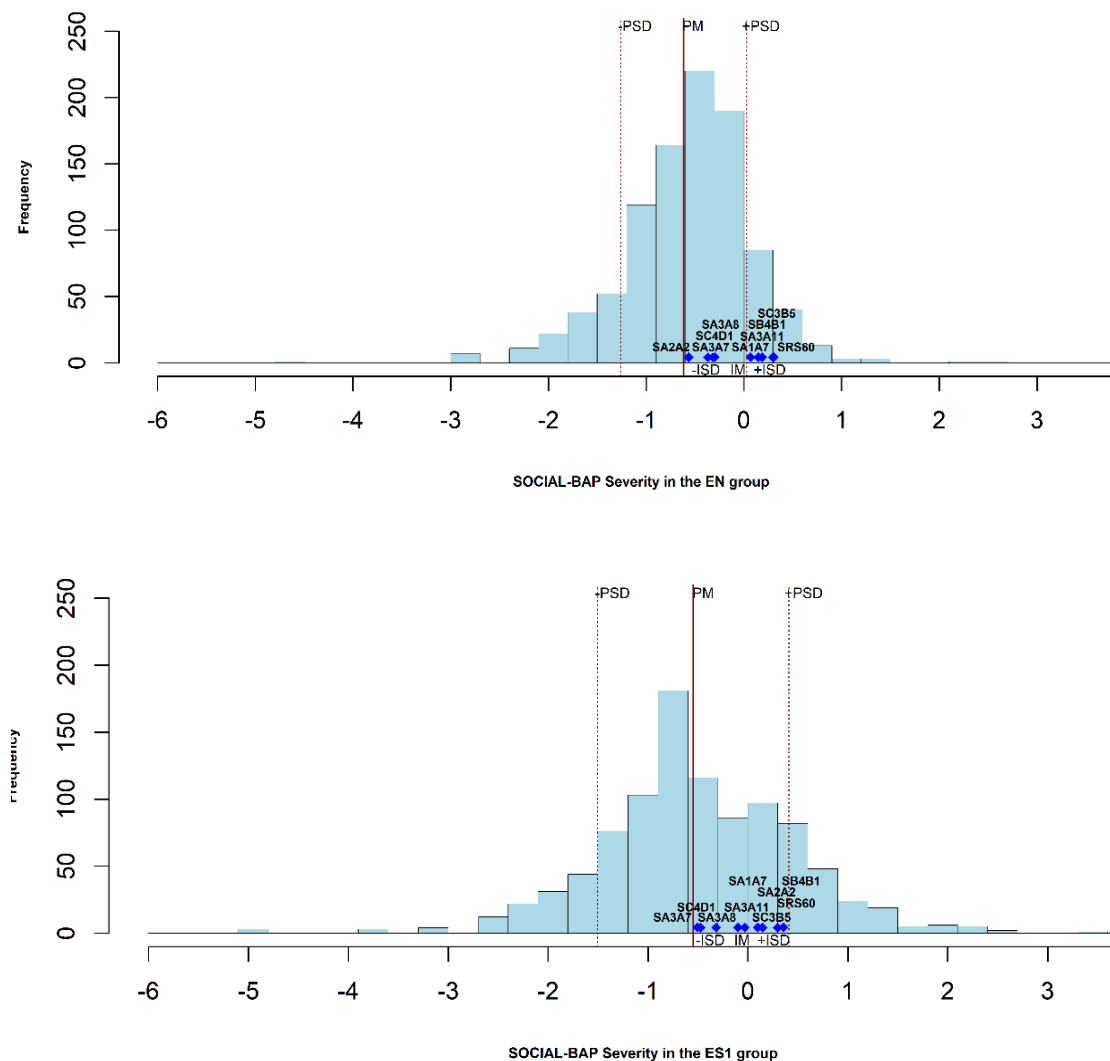 -PSD PM +PSD
250
200
150
100
50
0
Frequency
SC3B5
SA3A8 SB4B1
SC4D1 SA3A11
SA2A2 SA3A7 SA1A7 SRS60
-ISD IM +ISD
-6 -5 -4 -3 -2 -1 0 1 2 3
SOCIAL-BAP Severity in the EN group
-PSD PM +PSD
250
200
150
100
50
0
Frequency
SA1A7 SB4B1
SA2A2
SC4D1 SA3A11 SRS60
SA3A7 SA3A8 SC3B5
-ISD IM +ISD
-6 -5 -4 -3 -2 -1 0 1 2 3
SOCIAL-BAP Severity in the ES1 group